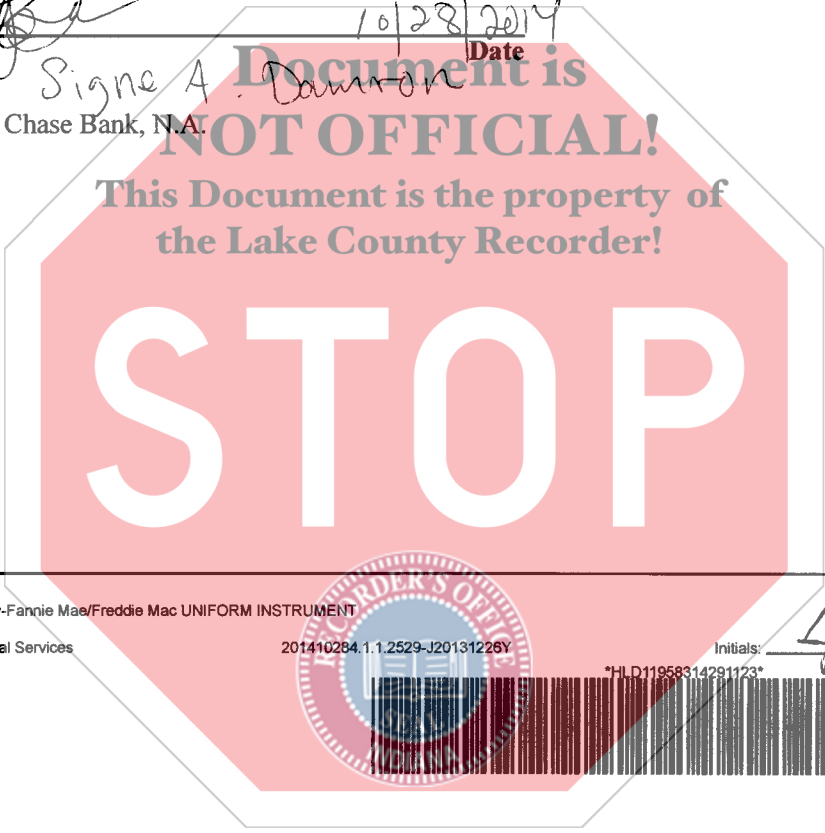 10/28/2014
Date
Document is
Signe A. Damron
Chase Bank, N.A.
NOT OFFICIAL!
This Document is the property of
the Lake County Recorder!
STOP
-Fannie Mae/Freddie Mac UNIFORM INSTRUMENT
al Services 201410284.1.1.2529-J20131226Y Initials:
*HLD11958314291123*
RECORDER'S OFFICE
SEAL
INDIANA